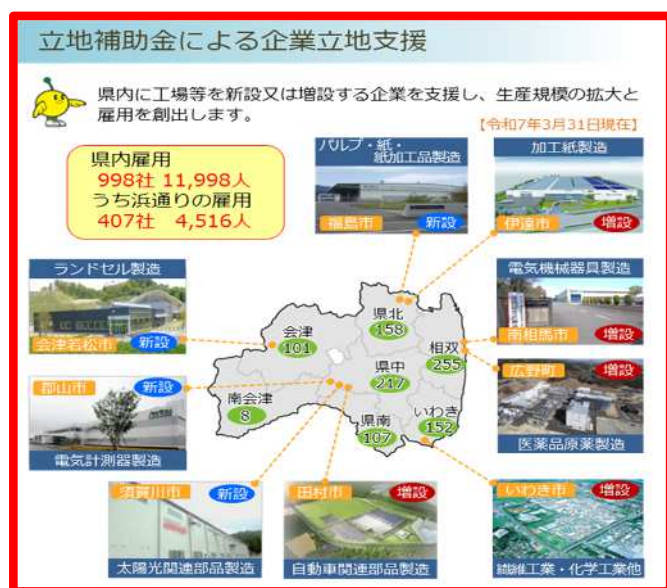 立地補助金による企業立地支援
県内に工場等を新設又は増設する企業を支援し、生産規模の拡大と
雇用を創出します。
【令和7年3月31日現在】
県内雇用
998社 11,998人
うち浜通りの雇用
407社 4,516人
パルプ・紙・
紙加工品製造
福島市
新設
加工紙製造
伊達市
増設
ランドセル製造
会津若松市
新設
電気機械器具製造
南相馬市
増設
郡山市
新設
電気計測器製造
広野町
増設
医薬品原薬製造
会津
101
県北
158
相双
255
県中
217
南会津
8
県南
107
いわき
152
須賀川市
新設
太陽光関連部品製造
田村市
増設
自動車関連部品製造
いわき市
増設
繊維工業・化学工業他